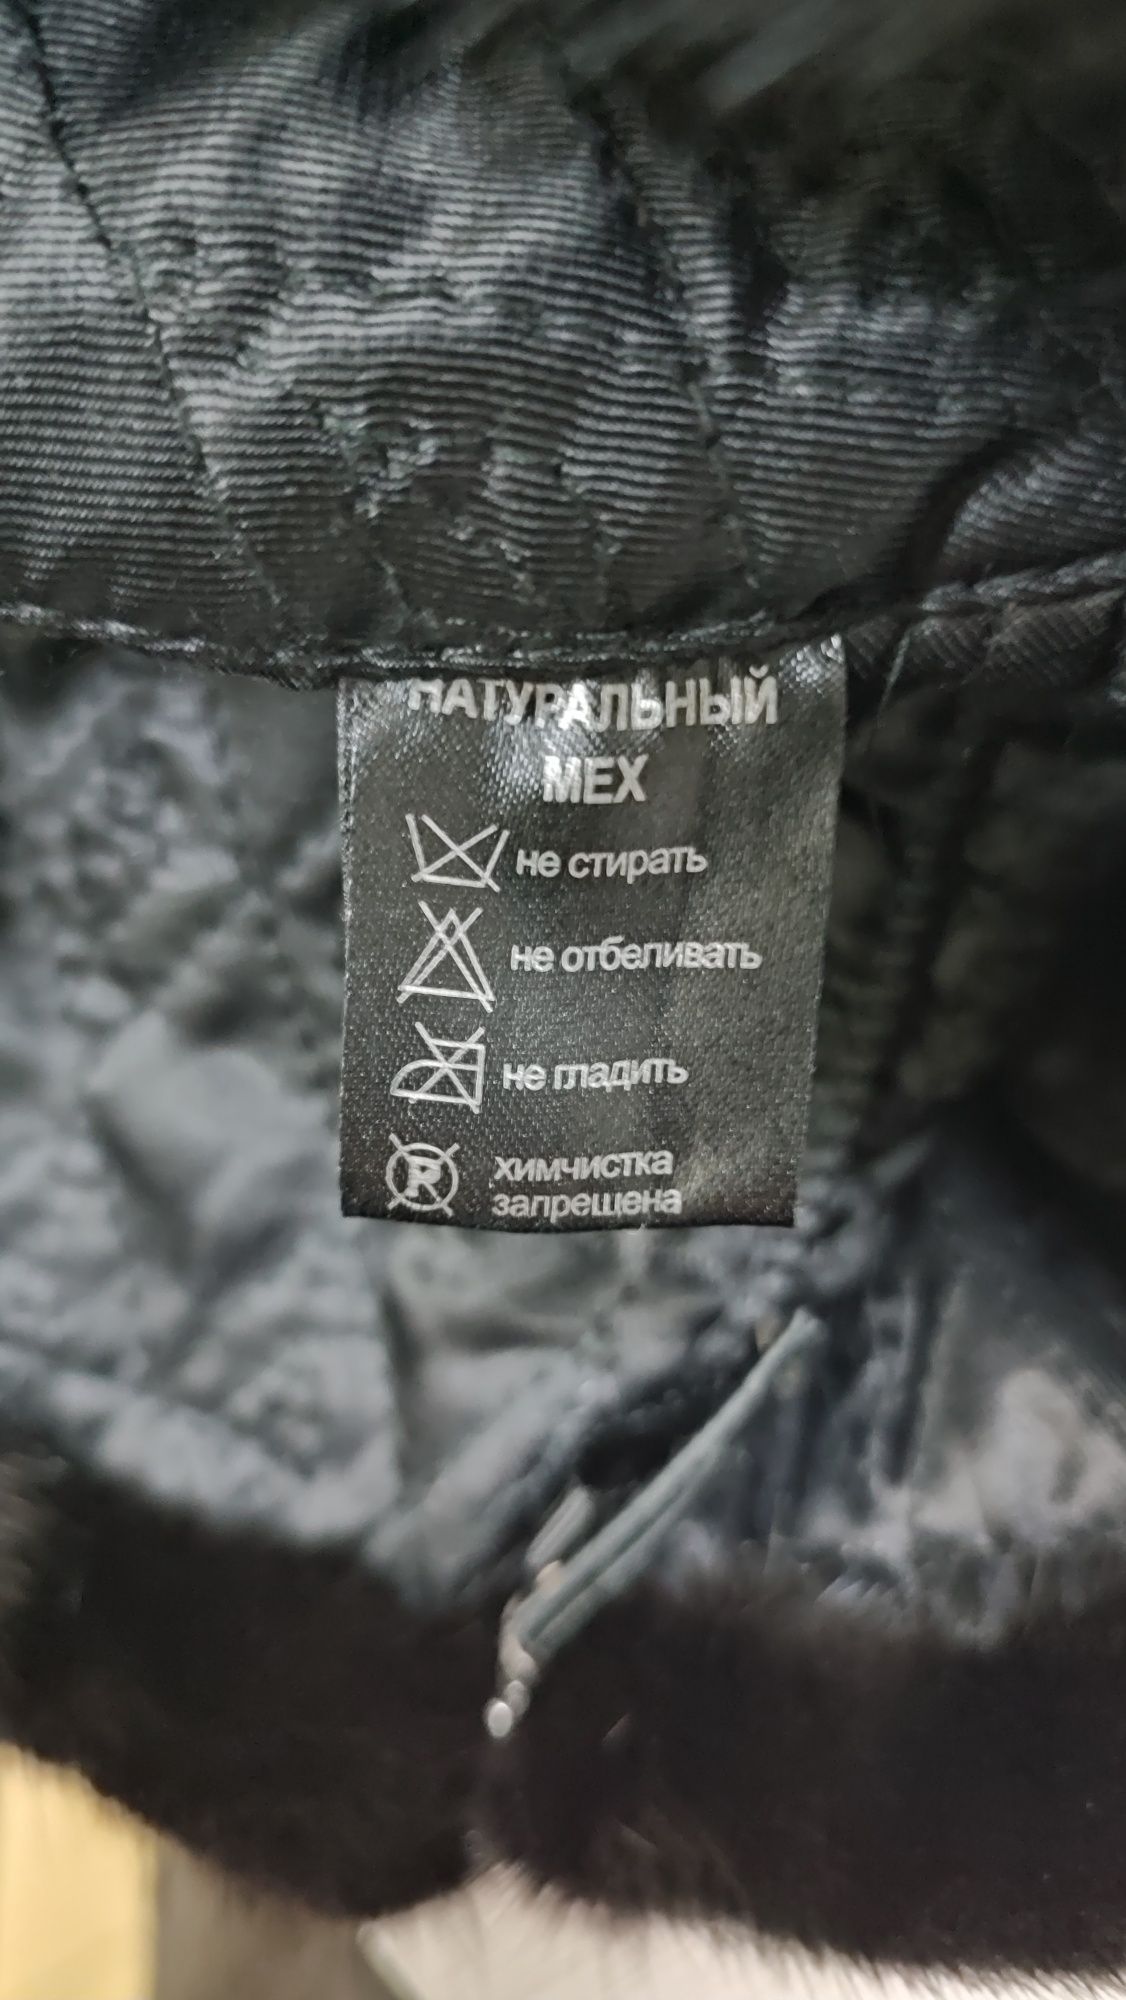 НАТУРАЛЬНЫЙ
МЕХ
не стирать
не отбеливать
не гладить
P химчистка
запрещена